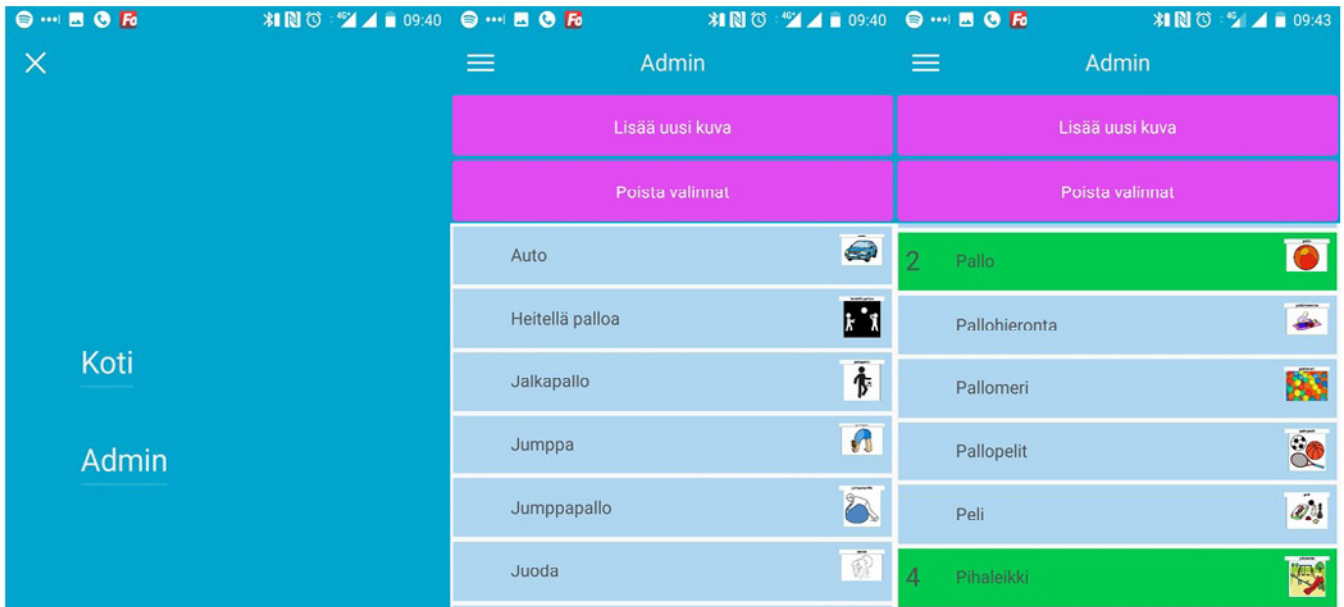 09:40
Koti
Admin
09:40
Admin
Lisää uusi kuva
Poista valinnat
Auto
Heitellä palloa
Jalkapallo
Jumppa
Jumppapallo
Juoda
09:43
Admin
Lisää uusi kuva
Poista valinnat
2 Pallo
Pallohieronta
Pallomeri
Pallopelit
Peli
4 Pihaleikki